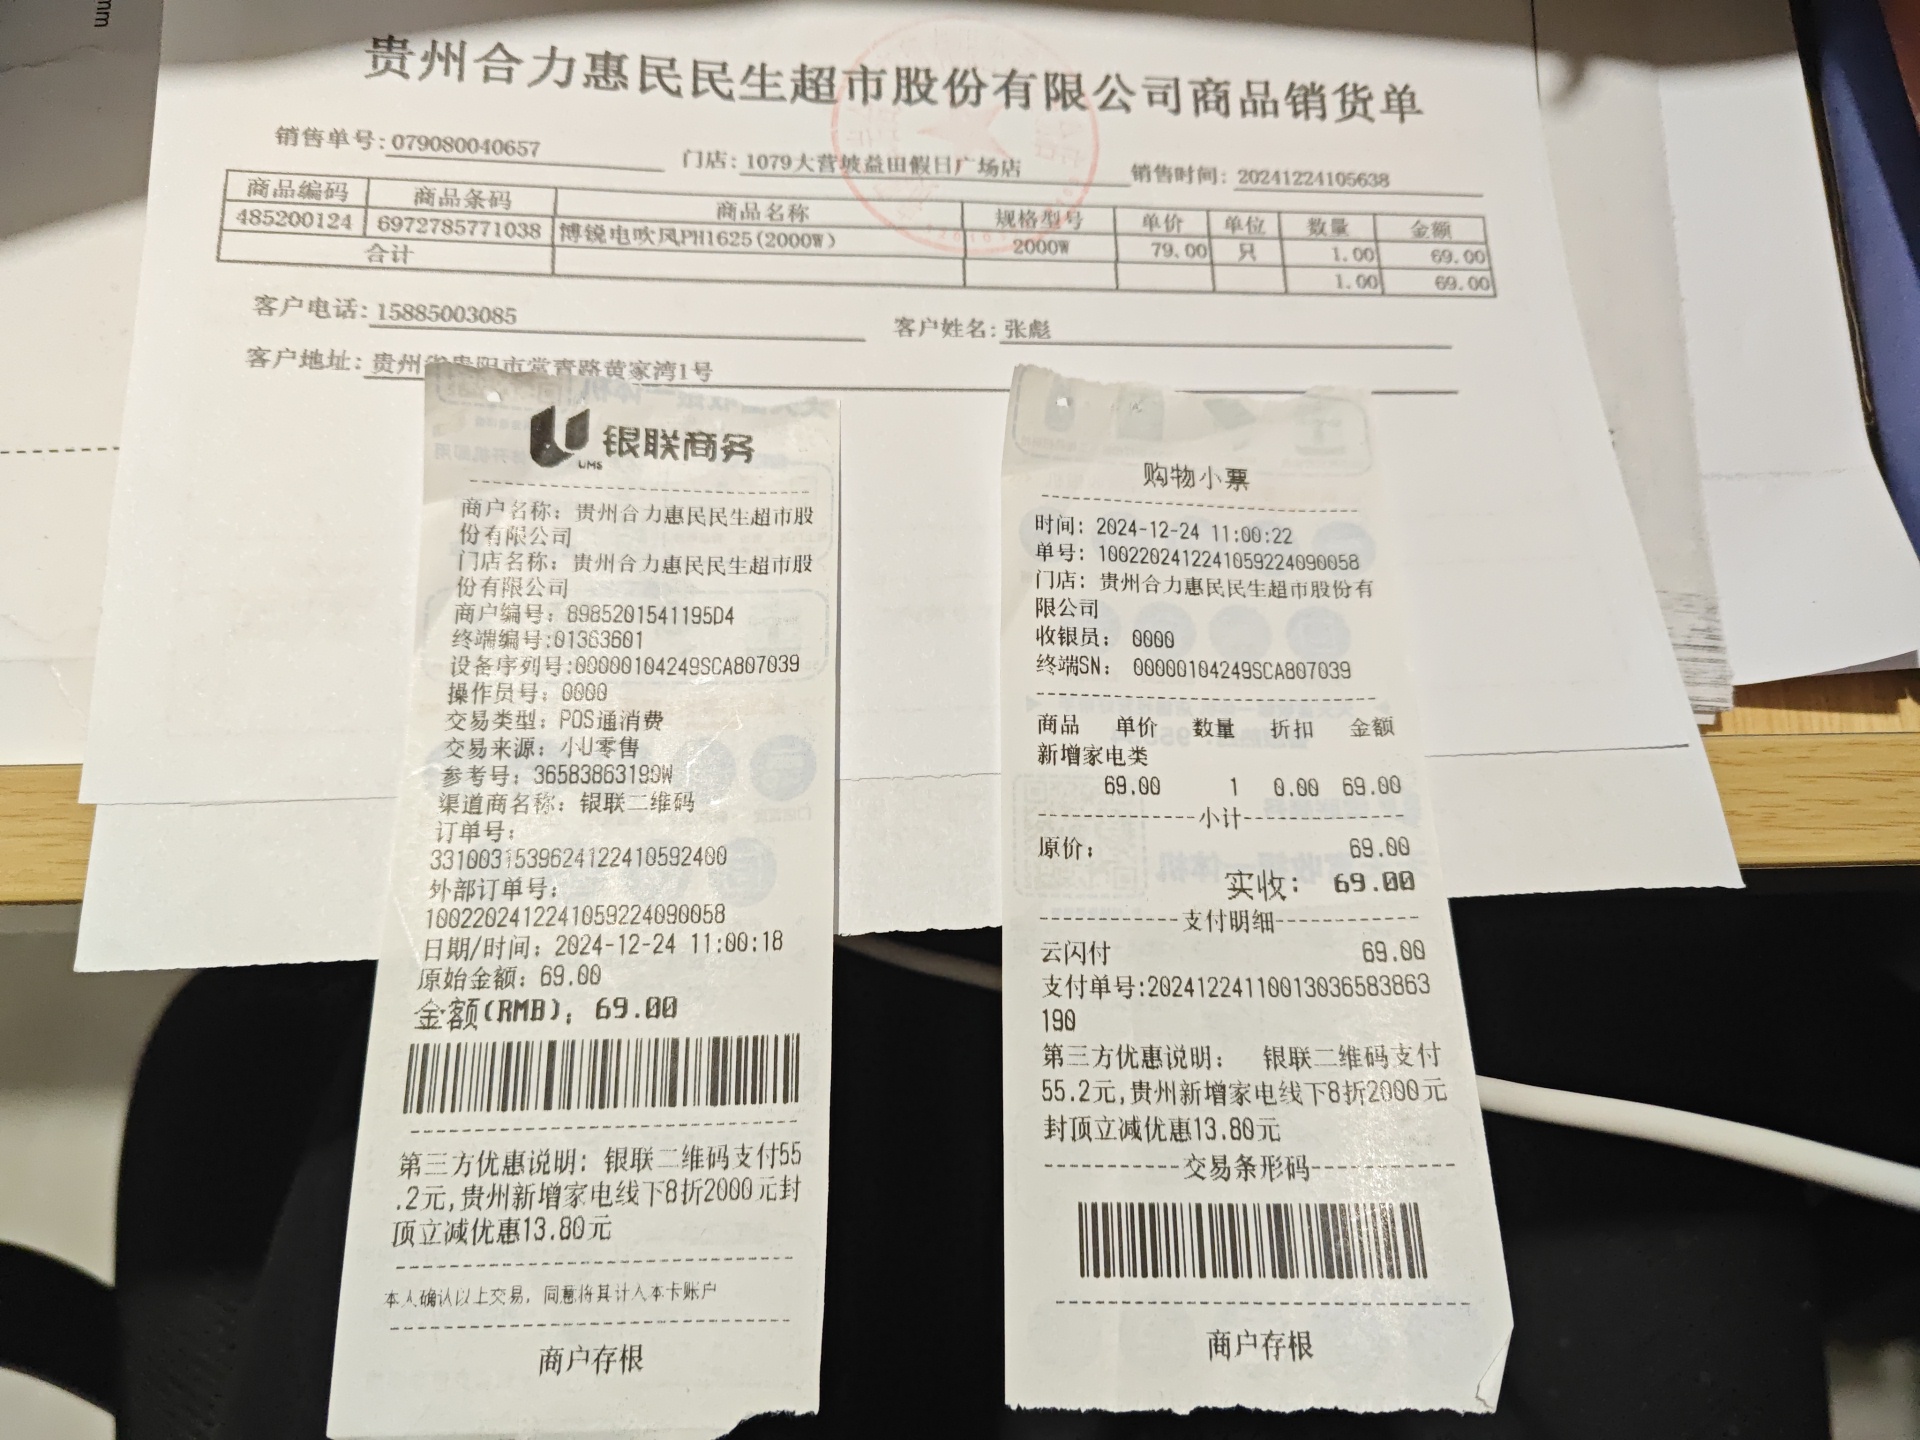 mm
贵州合力惠民民生超市股份有限公司商品销货单
销售单号:079080040657 门店:1079大营坡益田假日广场店 销售时间:20241224105638
商品编码 商品条码 商品名称 规格型号 单价 单位 数量 金额
485200124 6972785771038 博锐电吹风PH1625(2000W) 2000W 79.00 只 1.00 69.00
合计 1.00 69.00
客户电话:15885003085 客户姓名:张彪
客户地址:贵州省贵阳市常青路黄家湾1号
银联商务
UMS
商户名称:贵州合力惠民民生超市股
份有限公司
门店名称:贵州合力惠民民生超市股
份有限公司
商户编号:8985201541195D4
终端编号:01363601
设备序列号:00000104249SCA807039
操作员号:0000
交易类型:POS通消费
交易来源:小U零售
参考号:36583863190W
渠道商名称:银联二维码
订单号:
33100315396241224105924​00
外部订单号:
10022024122410592240900​58
日期/时间:2024-12-24 11:00:18
原始金额:69.00
金额(RMB):69.00
第三方优惠说明:银联二维码支付55
.2元,贵州新增家电线下8折2000元封
顶立减优惠13.80元
本人确认以上交易,同意将其计入本卡账户
商户存根
购物小票
时间:2024-12-24 11:00:22
单号:1002202412241059224090058
门店:贵州合力惠民民生超市股份有
限公司
收银员: 0000
终端SN: 00000104249SCA807039
商品 单价 数量 折扣 金额
新增家电类
69.00 1 0.00 69.00
小计
原价: 69.00
实收: 69.00
支付明细
云闪付 69.00
支付单号:20241224110013036583863
190
第三方优惠说明: 银联二维码支付
55.2元,贵州新增家电线下8折2000元
封顶立减优惠13.80元
交易条形码
商户存根